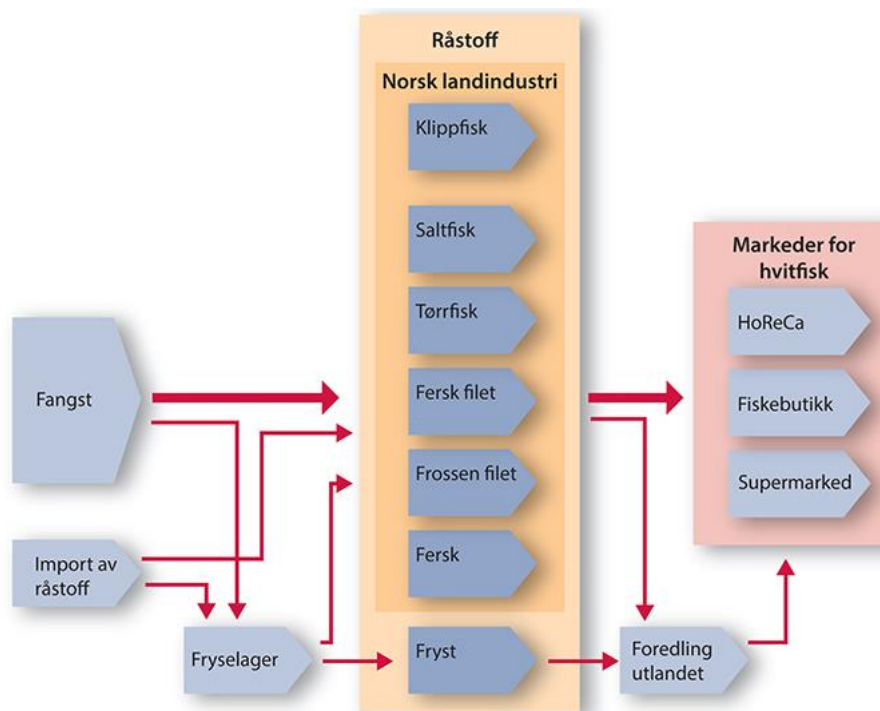 Råstoff
Norsk landindustri
Klippfisk
Saltfisk
Tørrfisk
Fersk filet
Frossen filet
Fersk
Fryst
Fangst
Import av
råstoff
Fryselager
Foredling
utlandet
Markeder for
hvitfisk
HoReCa
Fiskebutikk
Supermarked